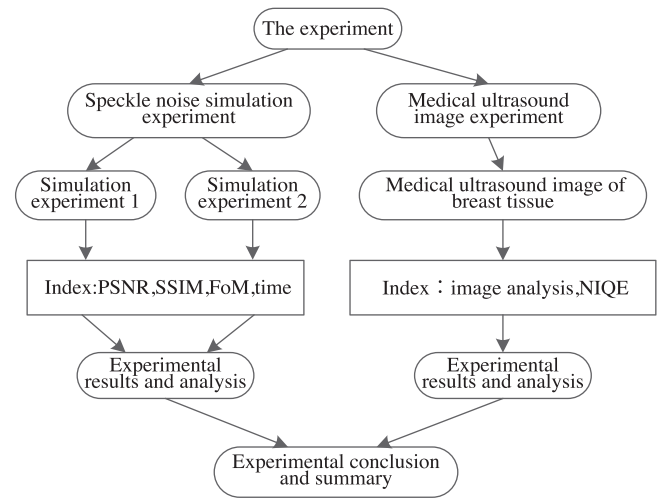 The experiment
Speckle noise simulation
experiment
Medical ultrasound
image experiment
Simulation
experiment 1
Simulation
experiment 2
Medical ultrasound image of
breast tissue
Index:PSNR,SSIM,FoM,time
Index：image analysis,NIQE
Experimental
results and analysis
Experimental
results and analysis
Experimental conclusion
and summary